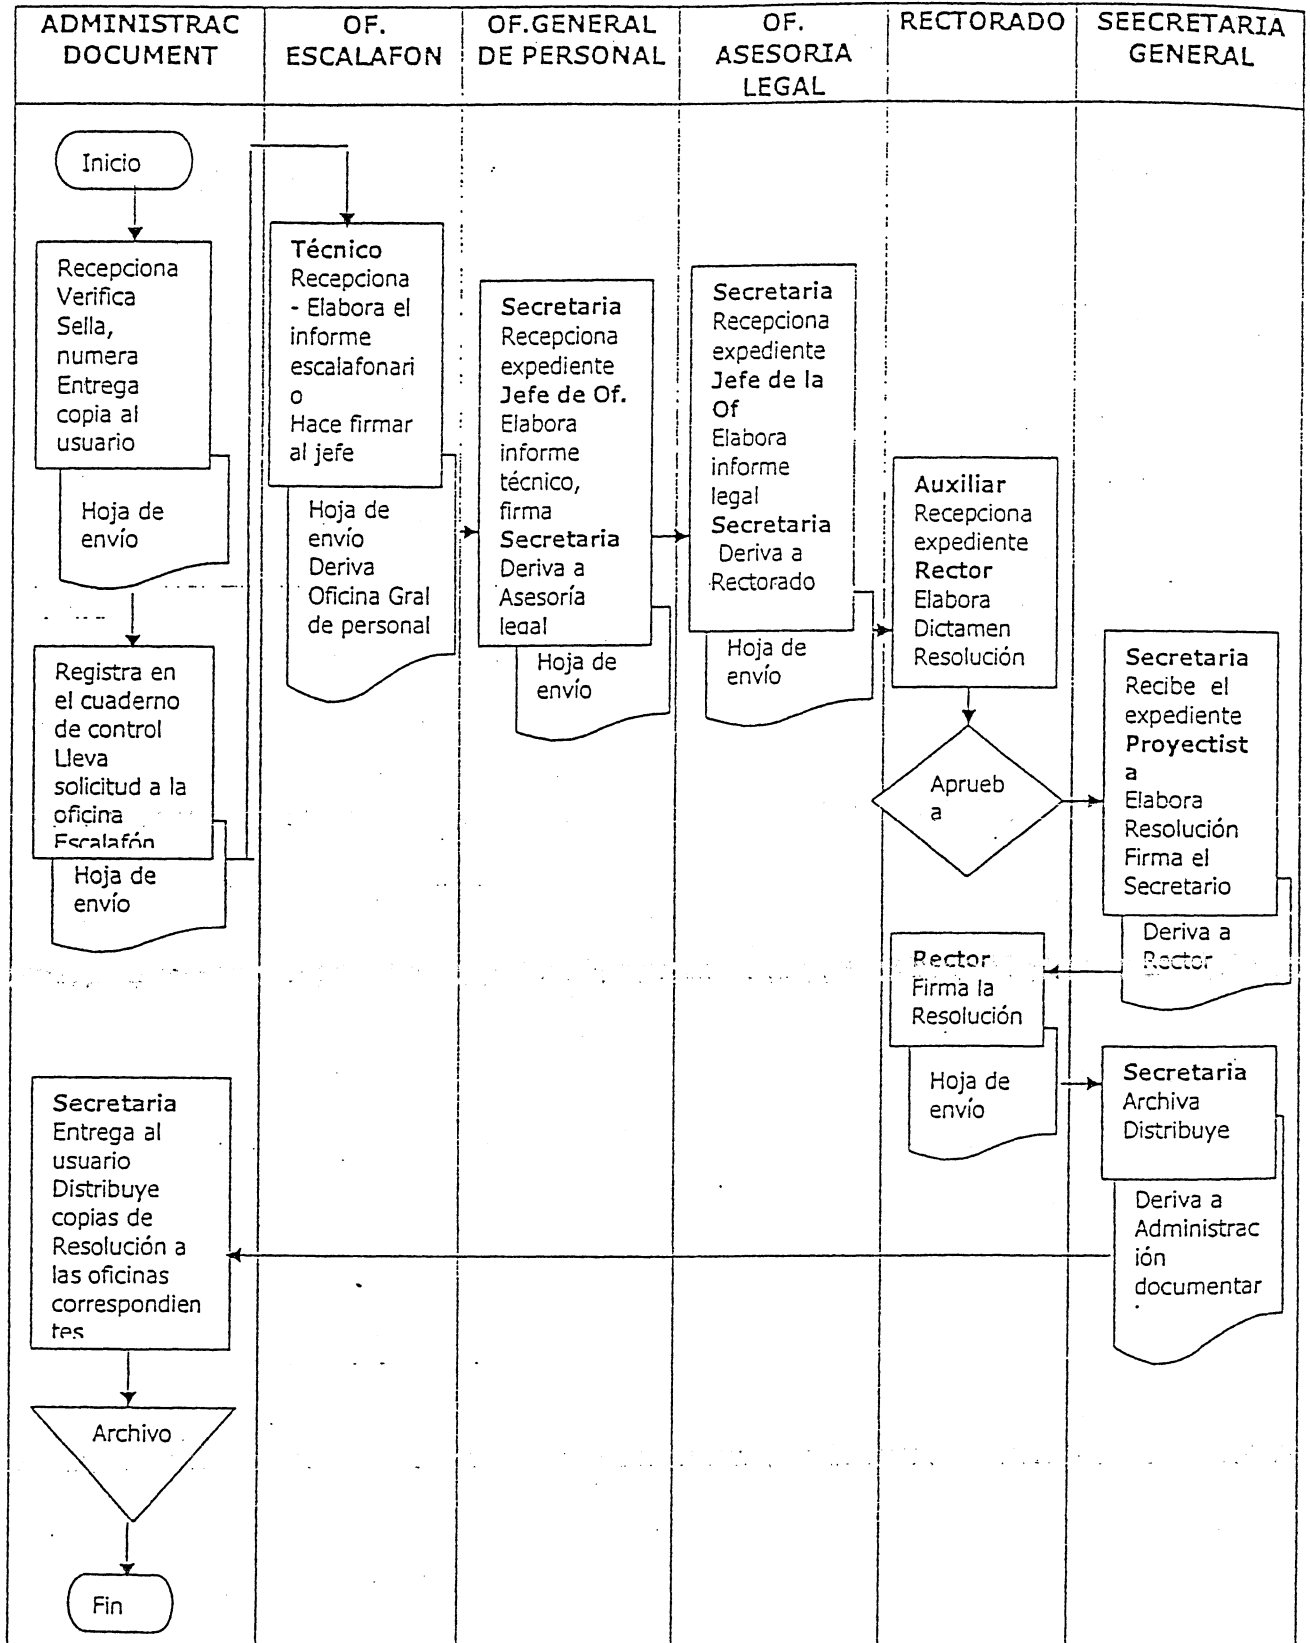 ADMINISTRAC
DOCUMENT
OF.
ESCALAFON
OF.GENERAL
DE PERSONAL
OF.
ASESORIA
LEGAL
RECTORADO
SEECRETARIA
GENERAL
Inicio
Recepciona
Verifica
Sella,
numera
Entrega
copia al
usuario
Hoja de
envío
Registra en
el cuaderno
de control
Lleva
solicitud a la
oficina
Escalafón
Hoja de
envío
Técnico
Recepciona
- Elabora el
informe
escalafonari
o
Hace firmar
al jefe
Hoja de
envío
Deriva
Oficina Gral
de personal
Secretaria
Recepciona
expediente
Jefe de Of.
Elabora
informe
técnico,
firma
Secretaria
Deriva a
Asesoría
legal
Hoja de
envío
Secretaria
Recepciona
expediente
Jefe de la
Of
Elabora
informe
legal
Secretaria
Deriva a
Rectorado
Hoja de
envío
Auxiliar
Recepciona
expediente
Rector
Elabora
Dictamen
Resolución
Aprueb
a
Secretaria
Recibe el
expediente
Proyectist
a
Elabora
Resolución
Firma el
Secretario
Deriva a
Rector
Rector
Firma la
Resolución
Hoja de
envío
Secretaria
Archiva
Distribuye
Deriva a
Administrac
ión
documentar
Secretaria
Entrega al
usuario
Distribuye
copias de
Resolución a
las oficinas
correspondien
tes
Archivo
Fin